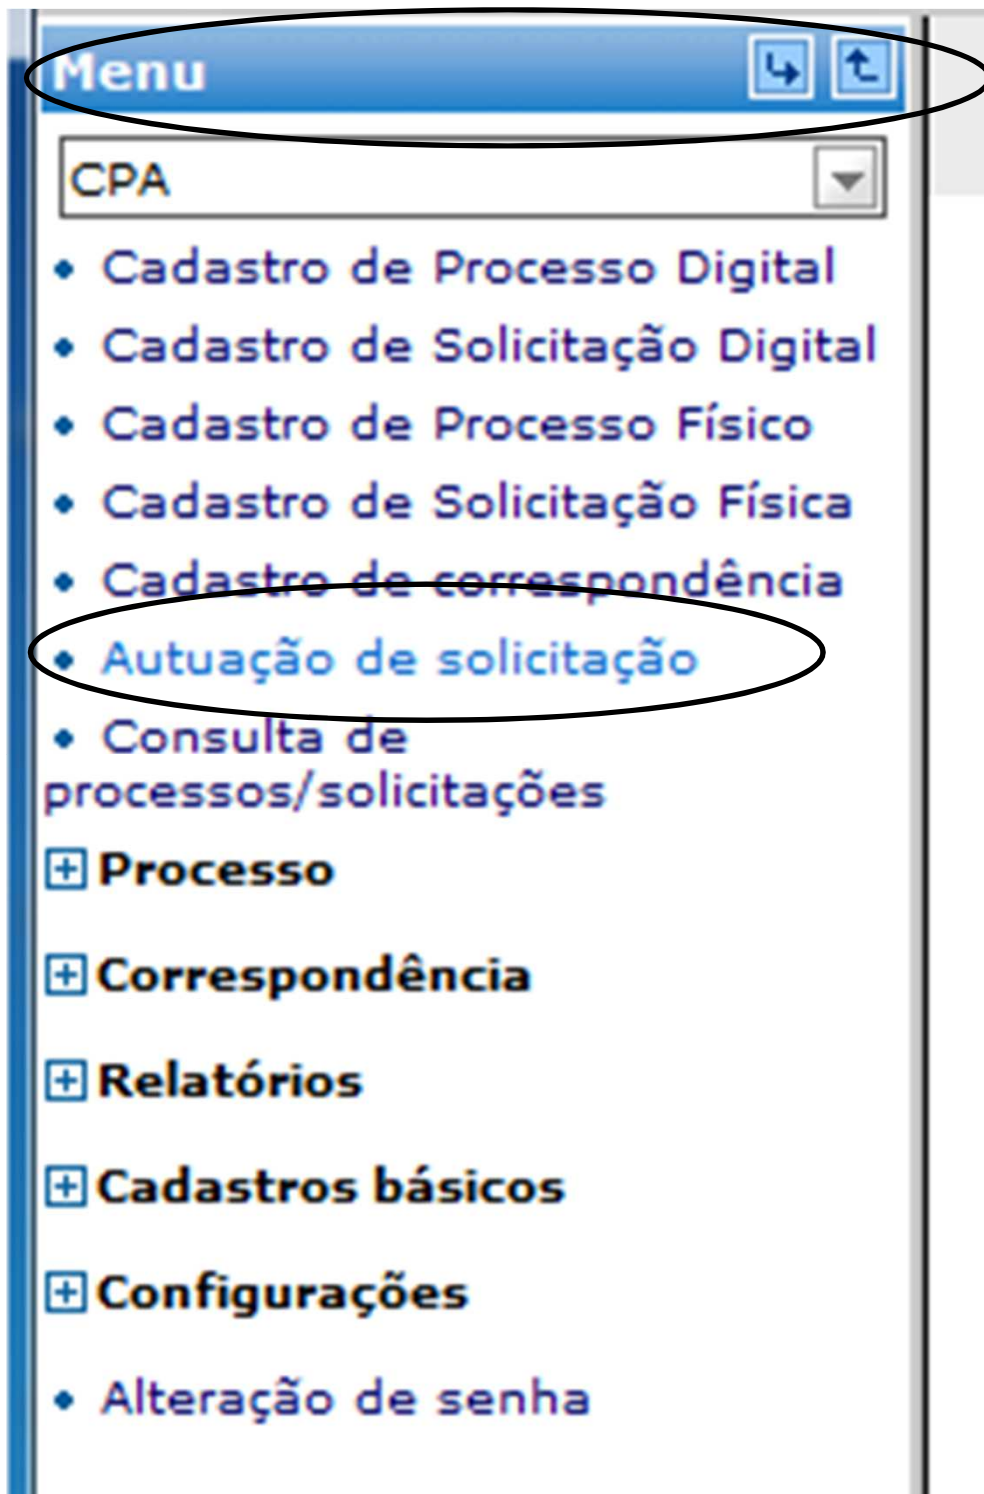 Menu
CPA
Cadastro de Processo Digital
Cadastro de Solicitação Digital
Cadastro de Processo Físico
Cadastro de Solicitação Física
Cadastro de correspondência
Autuação de solicitação
Consulta de
processos/solicitações
Processo
Correspondência
Relatórios
Cadastros básicos
Configurações
Alteração de senha